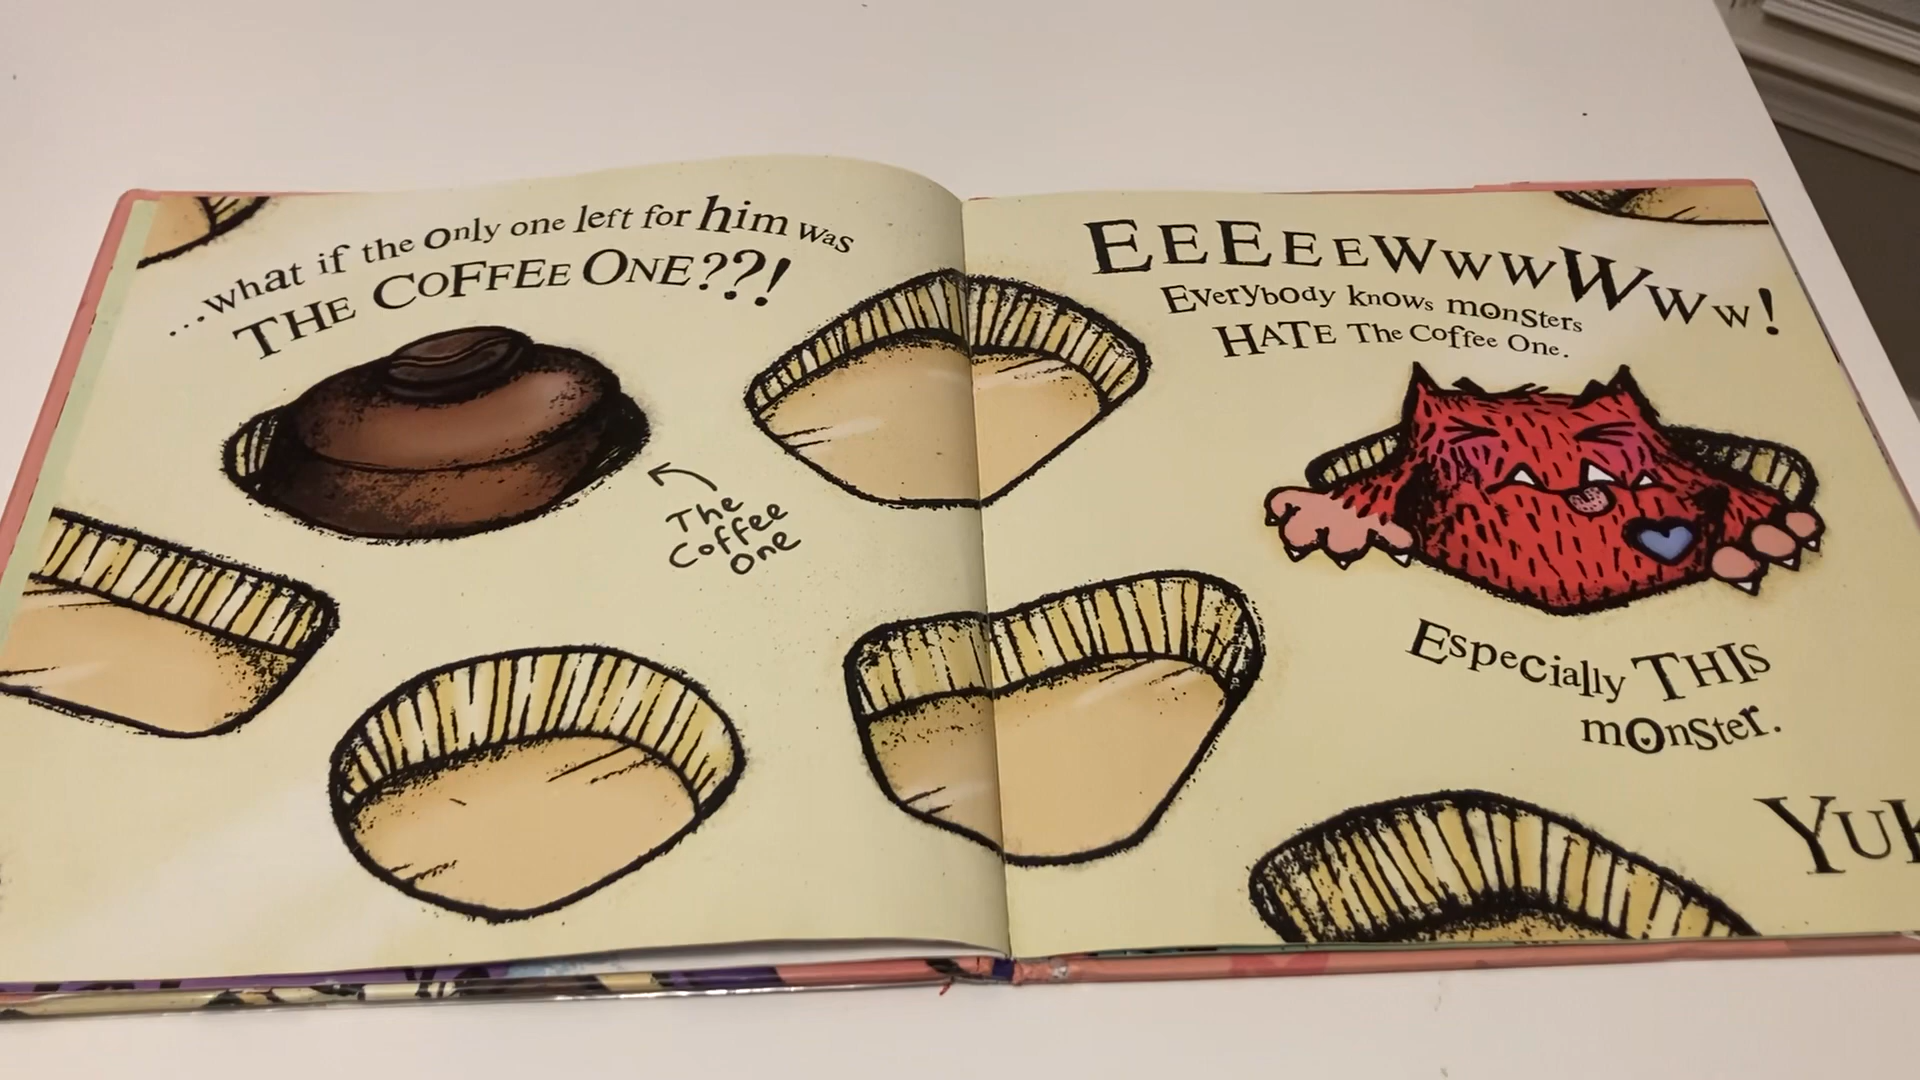 ...what if the only one left for him was
THE COFFEE ONE??!
The
Coffee
One
EEEEEWWWWWW!
Everybody knows monsters
HATE The Coffee One.
Especially THIS
monster.